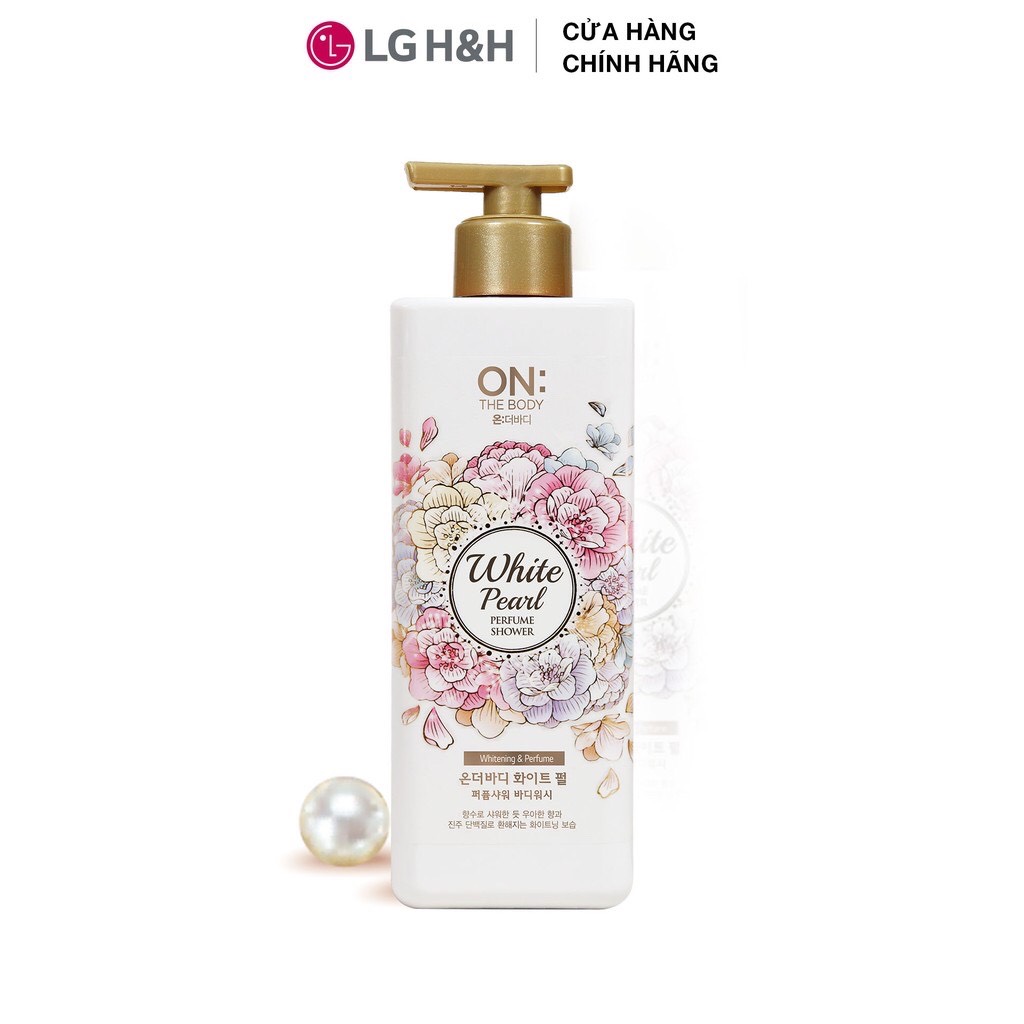 LG H&H
CỬA HÀNG
CHÍNH HÃNG
ON:
THE BODY
온:더바디
White
Pearl
PERFUME
SHOWER
Whitening & Perfume
온더바디 화이트 펄
퍼퓸샤워 바디워시
향수로 샤워한 듯 우아한 향과
진주 단백질로 환해지는 화이트닝 보습